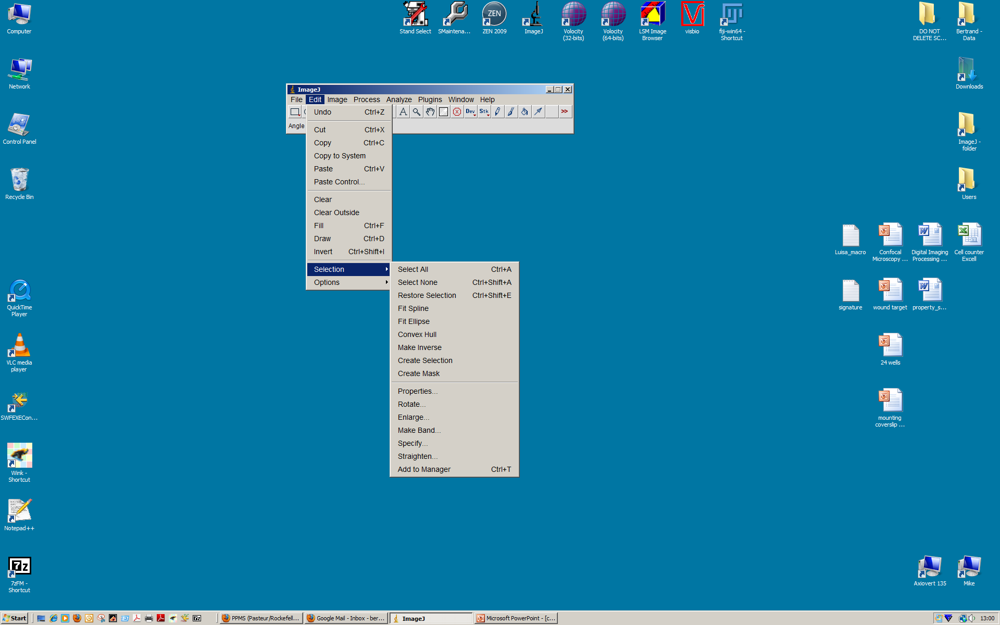 Computer
Network
Control Panel
Recycle Bin
QuickTime
Player
VLC media
player
SWFEXECon...
Wink -
Shortcut
Notepad++
7z
7zFM -
Shortcut
Stand Select
SMaintena...
ZEN
ZEN 2009
ImageJ
Volocity
(32-bits)
Volocity
(64-bits)
LSM Image
Browser
visbio
fiji-win64 -
Shortcut
DO NOT
DELETE SC...
Bertrand -
Data
Downloads
ImageJ -
folder
Users
Luisa_macro
Confocal
Microscopy ...
Digital Imaging
Processing ...
Cell counter
Excell
signature
wound target
property_s...
24 wells
mounting
coverslip ...
Axiovert 135
Mike
ImageJ
File Edit Image Process Analyze Plugins Window Help
A Dev Stk >>
Angle
Undo Ctrl+Z
Cut Ctrl+X
Copy Ctrl+C
Copy to System
Paste Ctrl+V
Paste Control...
Clear
Clear Outside
Fill Ctrl+F
Draw Ctrl+D
Invert Ctrl+Shift+I
Selection
Options
Select All Ctrl+A
Select None Ctrl+Shift+A
Restore Selection Ctrl+Shift+E
Fit Spline
Fit Ellipse
Convex Hull
Make Inverse
Create Selection
Create Mask
Properties...
Rotate...
Enlarge...
Make Band...
Specify...
Straighten...
Add to Manager Ctrl+T
Start
7z
PPMS (Pasteur/Rockefell...
Google Mail - Inbox - ber...
ImageJ
Microsoft PowerPoint - [c...
13:00